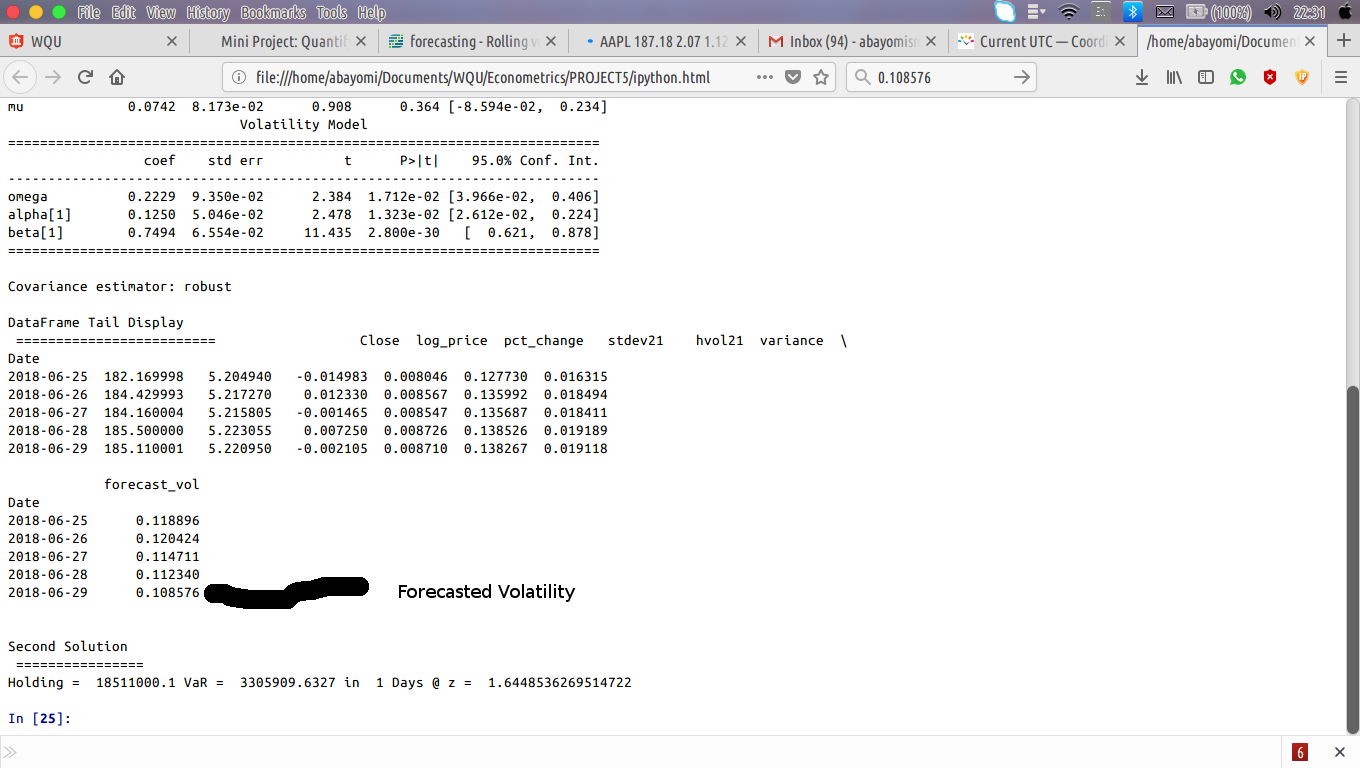 File Edit View History Bookmarks Tools Help
En (100%) 22:31
WQU
Mini Project: Quantif
forecasting - Rolling v
AAPL 187.18 2.07 1.12
Inbox (94) - abayomism
Current UTC — Coordi
/home/abayomi/Documen
file:///home/abayomi/Documents/WQU/Econometrics/PROJECT5/ipython.html
0.108576
mu 0.0742 8.173e-02 0.908 0.364 [-8.594e-02, 0.234]
Volatility Model
==========================================================================
coef std err t P>|t| 95.0% Conf. Int.
--------------------------------------------------------------------------
omega 0.2229 9.350e-02 2.384 1.712e-02 [3.966e-02, 0.406]
alpha[1] 0.1250 5.046e-02 2.478 1.323e-02 [2.612e-02, 0.224]
beta[1] 0.7494 6.554e-02 11.435 2.800e-30 [ 0.621, 0.878]
==========================================================================
Covariance estimator: robust
DataFrame Tail Display
========================= Close log_price pct_change stdev21 hvol21 variance \
Date
2018-06-25 182.169998 5.204940 -0.014983 0.008046 0.127730 0.016315
2018-06-26 184.429993 5.217270 0.012330 0.008567 0.135992 0.018494
2018-06-27 184.160004 5.215805 -0.001465 0.008547 0.135687 0.018411
2018-06-28 185.500000 5.223055 0.007250 0.008726 0.138526 0.019189
2018-06-29 185.110001 5.220950 -0.002105 0.008710 0.138267 0.019118
forecast_vol
Date
2018-06-25 0.118896
2018-06-26 0.120424
2018-06-27 0.114711
2018-06-28 0.112340
2018-06-29 0.108576 Forecasted Volatility
Second Solution
================
Holding = 18511000.1 VaR = 3305909.6327 in 1 Days @ z = 1.6448536269514722
In [25]:
6